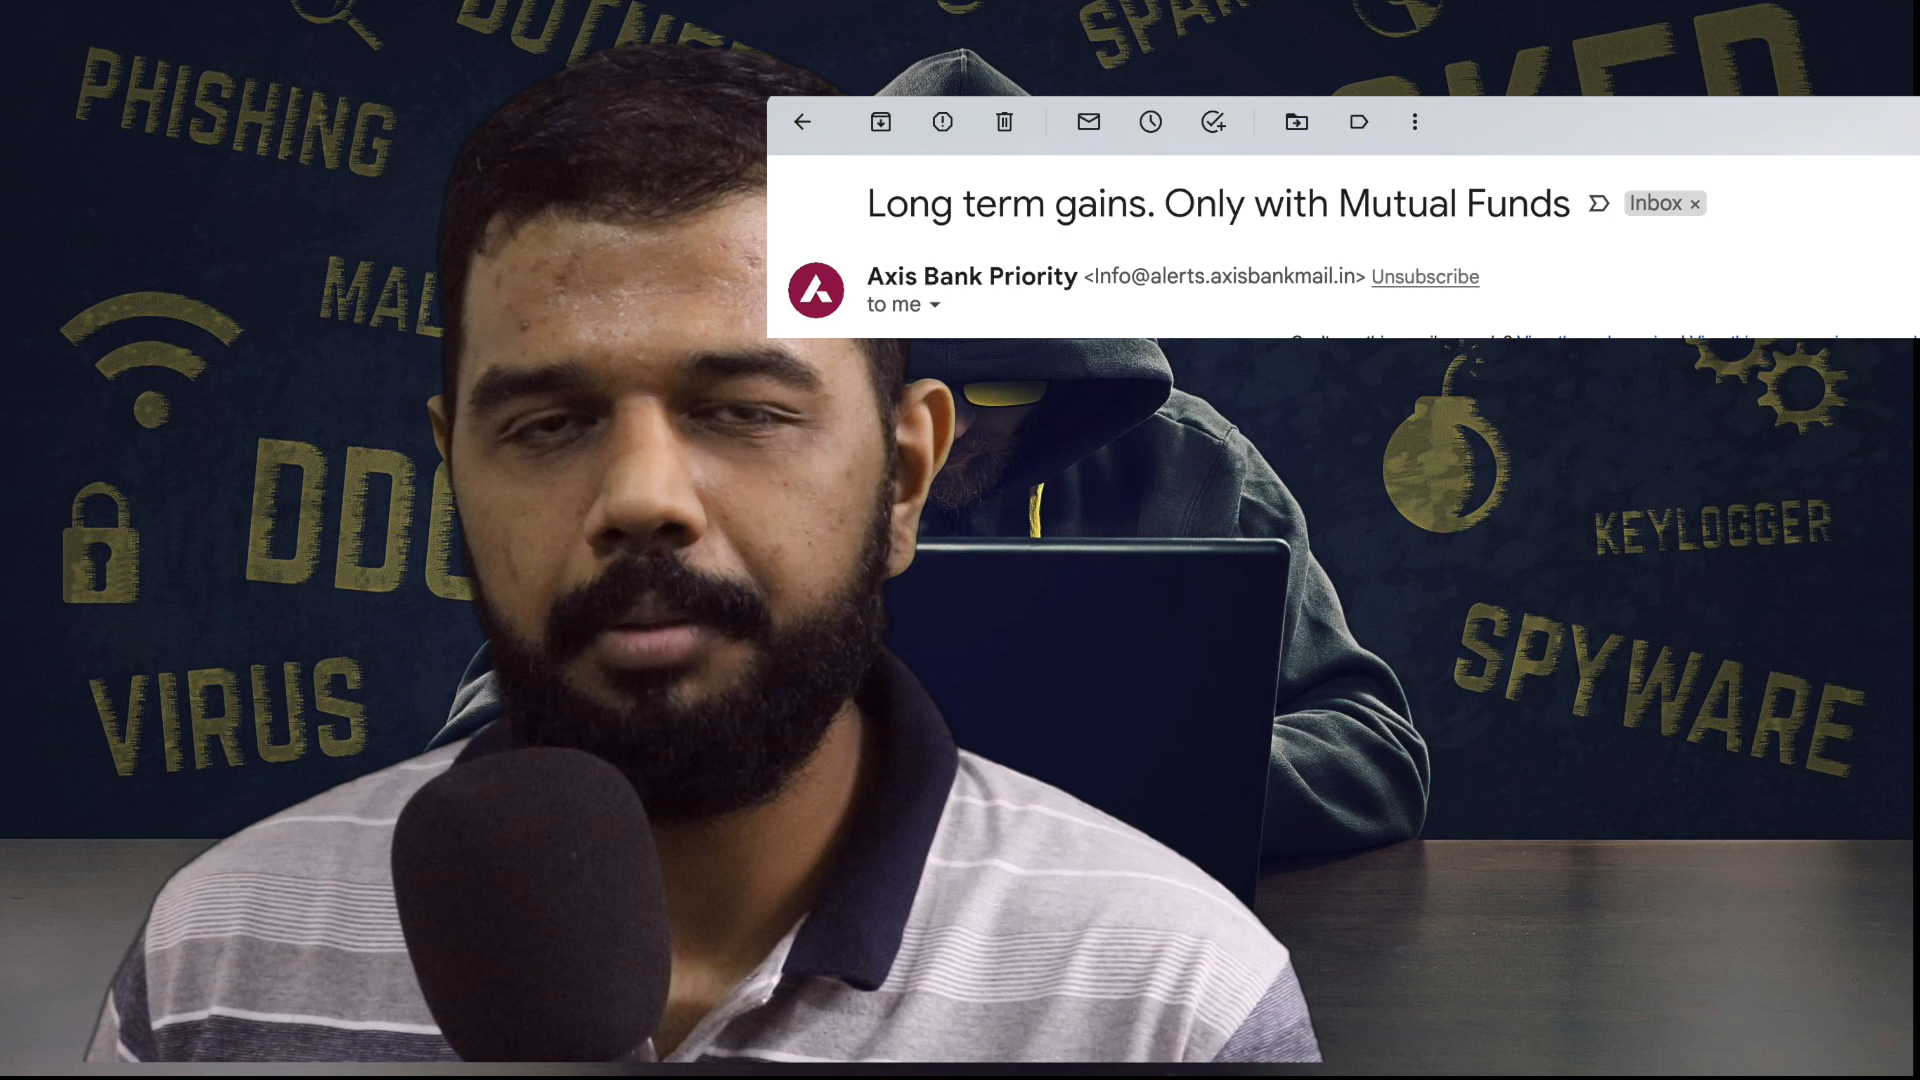 PHISHING
Long term gains. Only with Mutual Funds
Inbox ×
Axis Bank Priority <Info@alerts.axisbankmail.in> Unsubscribe
to me
DDO
KEYLOGGER
VIRUS
SPYWARE